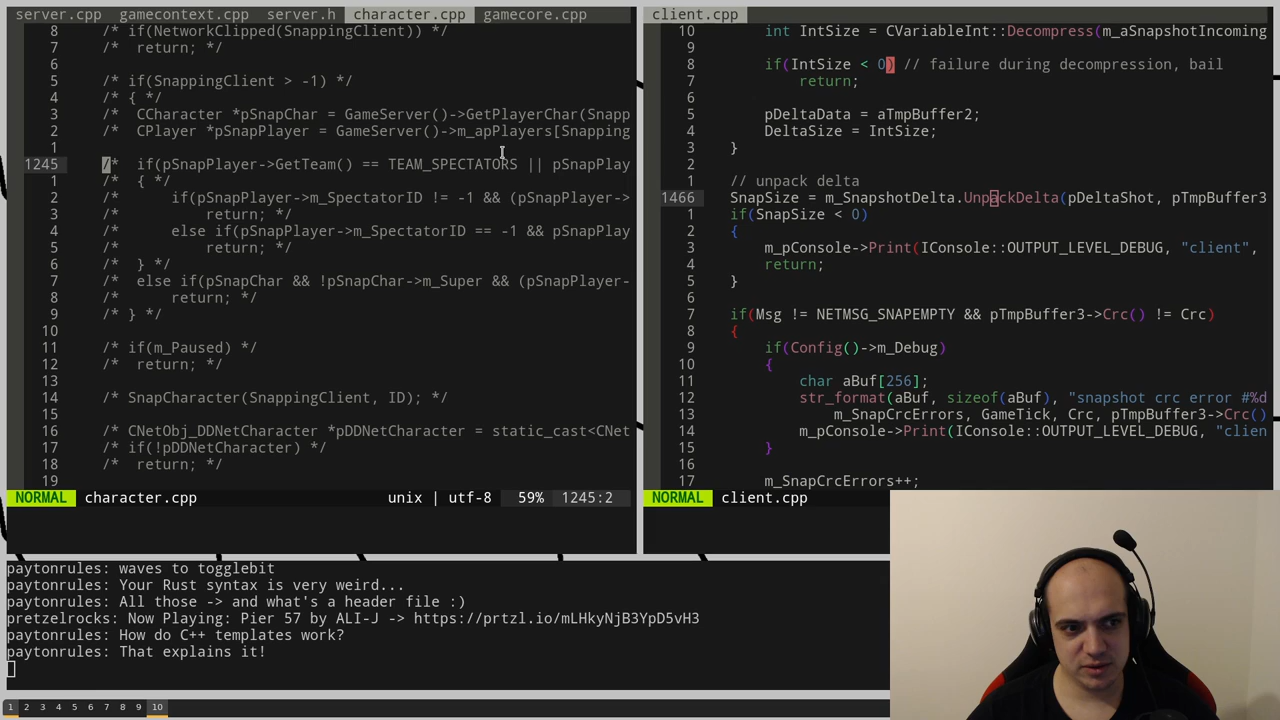 server.cpp gamecontext.cpp server.h character.cpp gamecore.cpp
8 /* if(NetworkClipped(SnappingClient)) */
7 /* return; */
6
5 /* if(SnappingClient > -1) */
4 /* { */
3 /* CCharacter *pSnapChar = GameServer()->GetPlayerChar(Snapp
2 /* CPlayer *pSnapPlayer = GameServer()->m_apPlayers[Snapping
1
1245 /* if(pSnapPlayer->GetTeam() == TEAM_SPECTATORS || pSnapPlay
1 /* { */
2 /* if(pSnapPlayer->m_SpectatorID != -1 && (pSnapPlayer->
3 /* return; */
4 /* else if(pSnapPlayer->m_SpectatorID == -1 && pSnapPlay
5 /* return; */
6 /* } */
7 /* else if(pSnapChar && !pSnapChar->m_Super && (pSnapPlayer-
8 /* return; */
9 /* } */
10
11 /* if(m_Paused) */
12 /* return; */
13
14 /* SnapCharacter(SnappingClient, ID); */
15
16 /* CNetObj_DDNetCharacter *pDDNetCharacter = static_cast<CNet
17 /* if(!pDDNetCharacter) */
18 /* return; */
19
NORMAL character.cpp unix | utf-8 59% 1245:2
client.cpp
10 int IntSize = CVariableInt::Decompress(m_aSnapshotIncoming
8 if(IntSize < 0) // failure during decompression, bail
7 return;
6
5 pDeltaData = aTmpBuffer2;
4 DeltaSize = IntSize;
3 }
2
1 // unpack delta
1466 SnapSize = m_SnapshotDelta.UnpackDelta(pDeltaShot, pTmpBuffer3
1 if(SnapSize < 0)
2 {
3 m_pConsole->Print(IConsole::OUTPUT_LEVEL_DEBUG, "client",
4 return;
5 }
6
7 if(Msg != NETMSG_SNAPEMPTY && pTmpBuffer3->Crc() != Crc)
8 {
9 if(Config()->m_Debug)
10 {
11 char aBuf[256];
12 str_format(aBuf, sizeof(aBuf), "snapshot crc error #%d
13 m_SnapCrcErrors, GameTick, Crc, pTmpBuffer3->Crc()
14 m_pConsole->Print(IConsole::OUTPUT_LEVEL_DEBUG, "clien
15 }
16
17 m_SnapCrcErrors++;
NORMAL client.cpp
paytonrules: waves to togglebit
paytonrules: Your Rust syntax is very weird...
paytonrules: All those -> and what's a header file :)
pretzelrocks: Now Playing: Pier 57 by ALI-J -> https://prtzl.io/mLHkyNjB3YpD5vH3
paytonrules: How do C++ templates work?
paytonrules: That explains it!
1 2 3 4 5 6 7 8 9 10